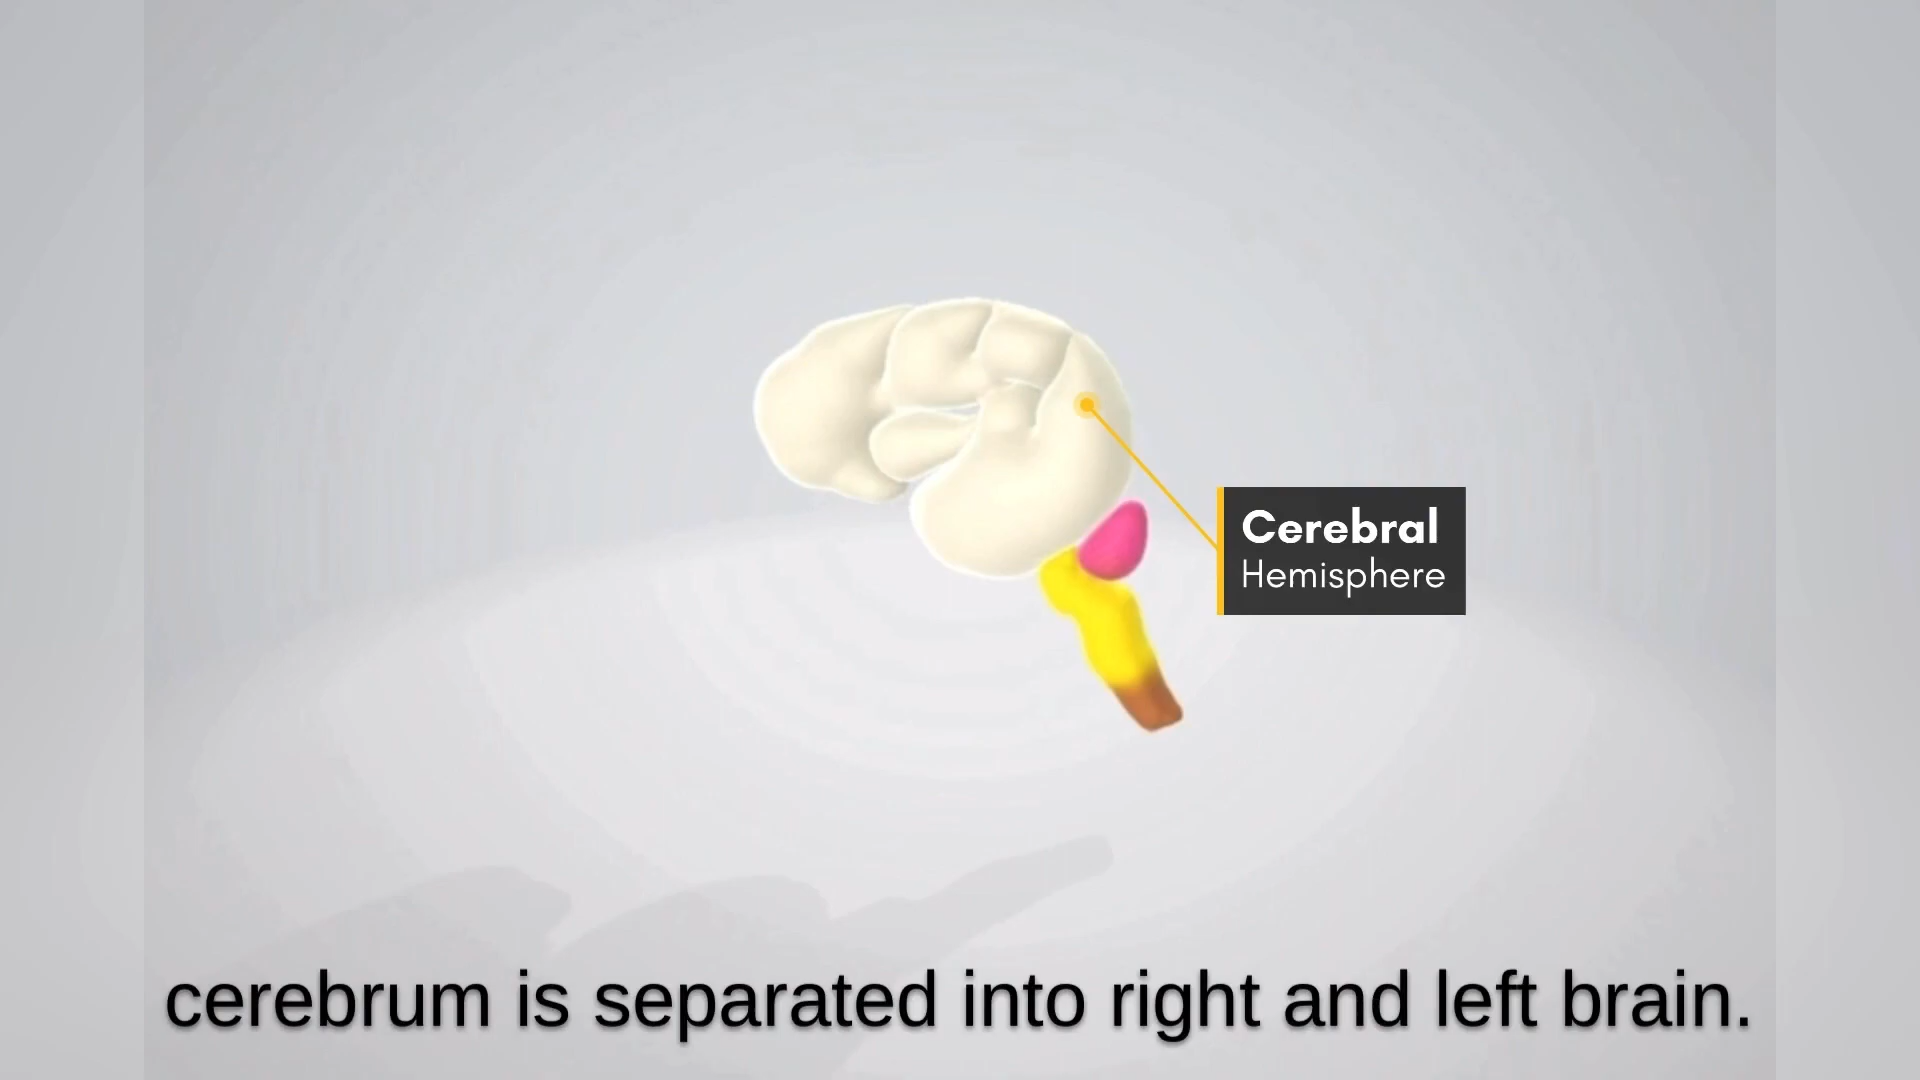 Cerebral
Hemisphere
cerebrum is separated into right and left brain.